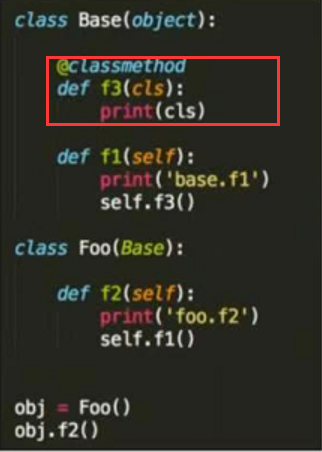 class Base(object):
@classmethod
def f3(cls):
print(cls)
def f1(self):
print('base.f1')
self.f3()
class Foo(Base):
def f2(self):
print('foo.f2')
self.f1()
obj = Foo()
obj.f2()